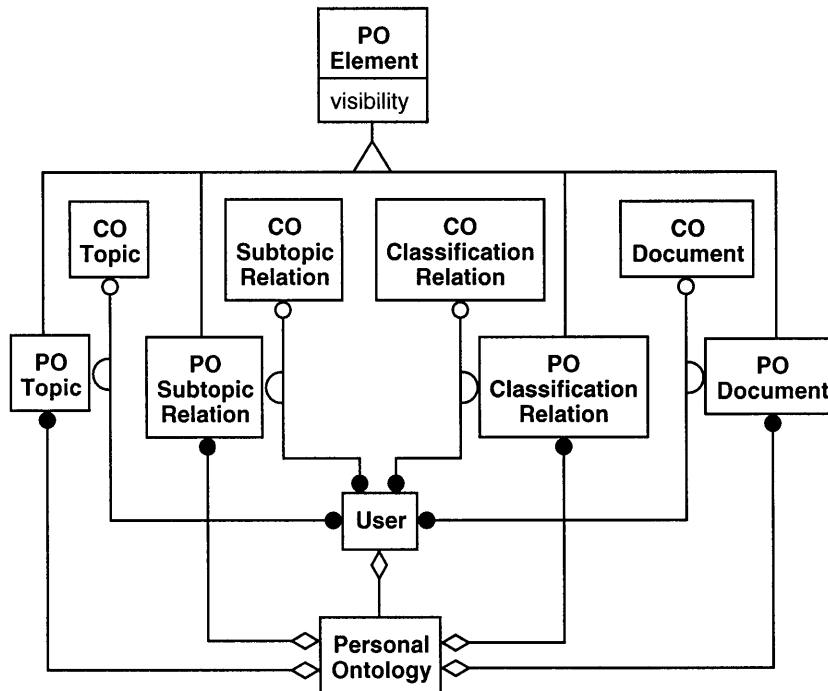 PO
Element
visibility
CO
Topic
CO
Subtopic
Relation
CO
Classification
Relation
CO
Document
PO
Topic
PO
Subtopic
Relation
PO
Classification
Relation
PO
Document
User
Personal
Ontology